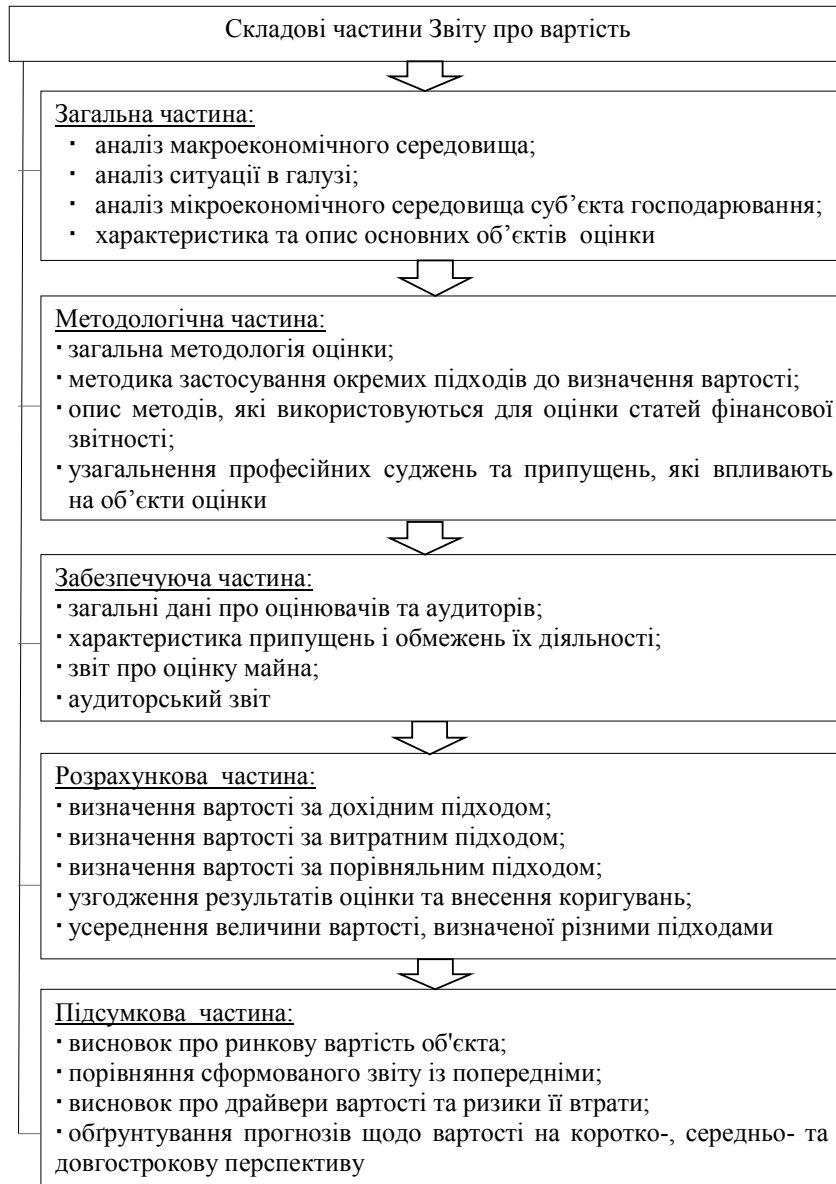 Складові частини Звіту про вартість
Загальна частина:
▪ аналіз макроекономічного середовища;
▪ аналіз ситуації в галузі;
▪ аналіз мікроекономічного середовища суб’єкта господарювання;
▪ характеристика та опис основних об’єктів оцінки
Методологічна частина:
▪ загальна методологія оцінки;
▪ методика застосування окремих підходів до визначення вартості;
▪ опис методів, які використовуються для оцінки статей фінансової
звітності;
▪ узагальнення професійних суджень та припущень, які впливають
на об’єкти оцінки
Забезпечуюча частина:
▪ загальні дані про оцінювачів та аудиторів;
▪ характеристика припущень і обмежень їх діяльності;
▪ звіт про оцінку майна;
▪ аудиторський звіт
Розрахункова частина:
▪ визначення вартості за дохідним підходом;
▪ визначення вартості за витратним підходом;
▪ визначення вартості за порівняльним підходом;
▪ узгодження результатів оцінки та внесення коригувань;
▪ усереднення величини вартості, визначеної різними підходами
Підсумкова частина:
▪ висновок про ринкову вартість об'єкта;
▪ порівняння сформованого звіту із попередніми;
▪ висновок про драйвери вартості та ризики її втрати;
▪ обґрунтування прогнозів щодо вартості на коротко-, середньо- та
довгострокову перспективу